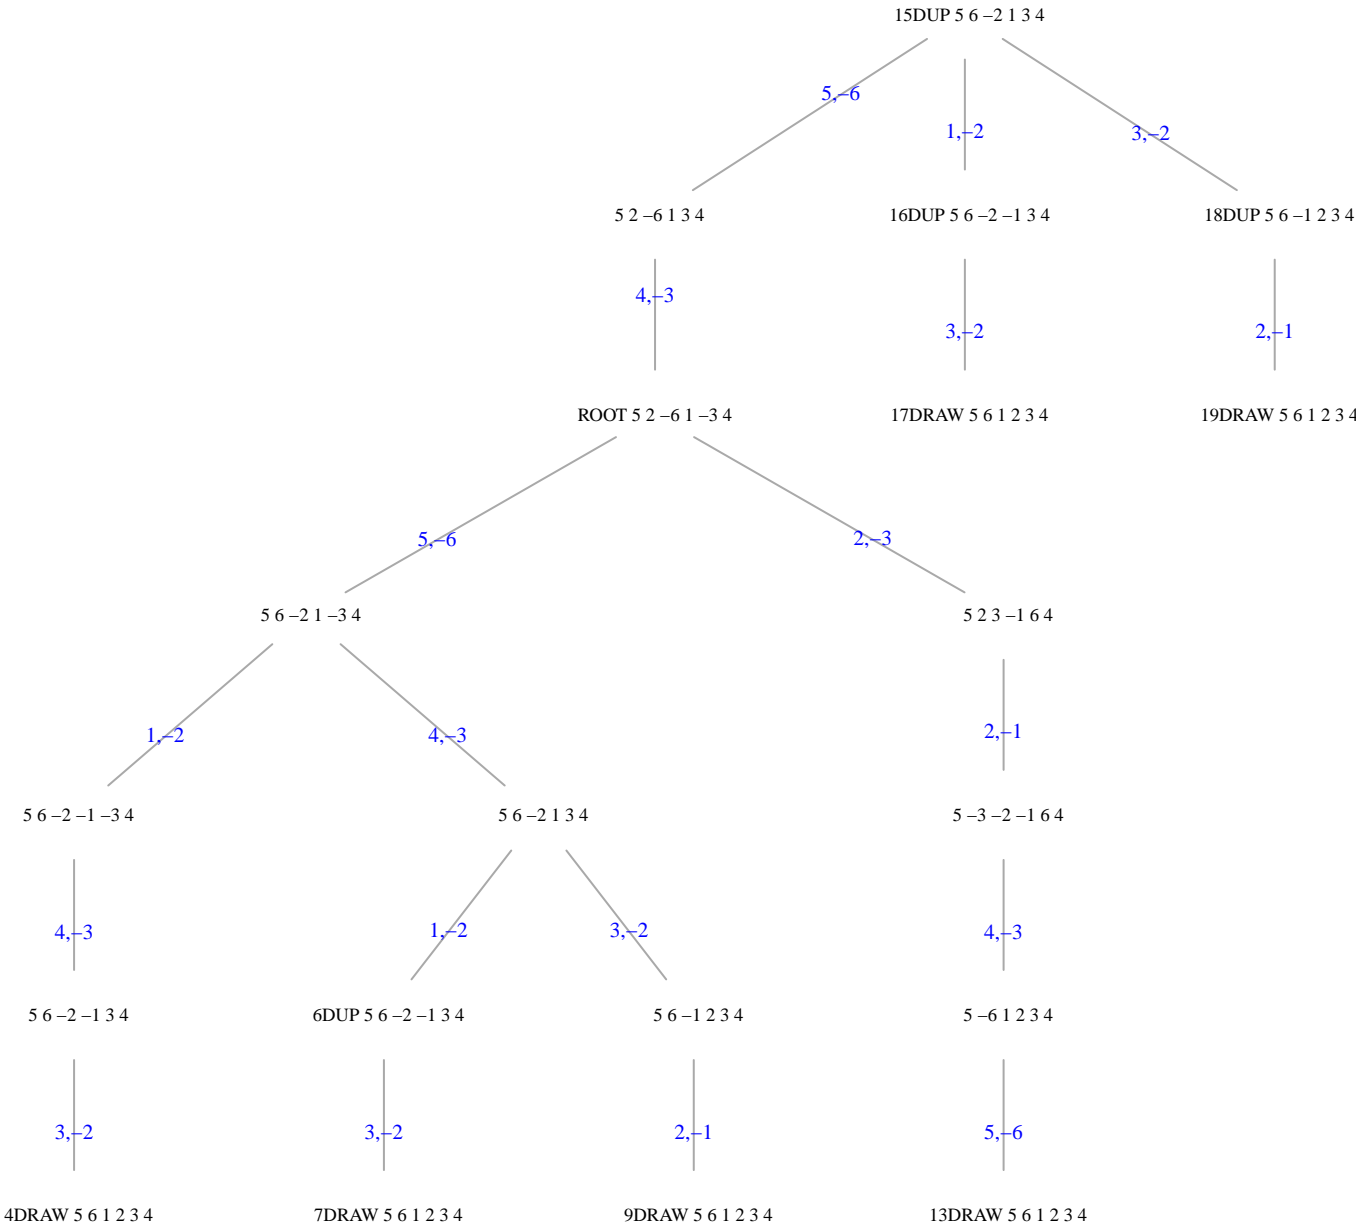 15DUP 5 6 –2 1 3 4
5,–6
1,–2
3,–2
5 2 –6 1 3 4
16DUP 5 6 –2 –1 3 4
18DUP 5 6 –1 2 3 4
4,–3
3,–2
2,–1
ROOT 5 2 –6 1 –3 4
17DRAW 5 6 1 2 3 4
19DRAW 5 6 1 2 3 4
5,–6
2,–3
5 6 –2 1 –3 4
5 2 3 –1 6 4
1,–2
4,–3
2,–1
5 6 –2 –1 –3 4
5 6 –2 1 3 4
5 –3 –2 –1 6 4
4,–3
1,–2
3,–2
4,–3
5 6 –2 –1 3 4
6DUP 5 6 –2 –1 3 4
5 6 –1 2 3 4
5 –6 1 2 3 4
3,–2
3,–2
2,–1
5,–6
4DRAW 5 6 1 2 3 4
7DRAW 5 6 1 2 3 4
9DRAW 5 6 1 2 3 4
13DRAW 5 6 1 2 3 4